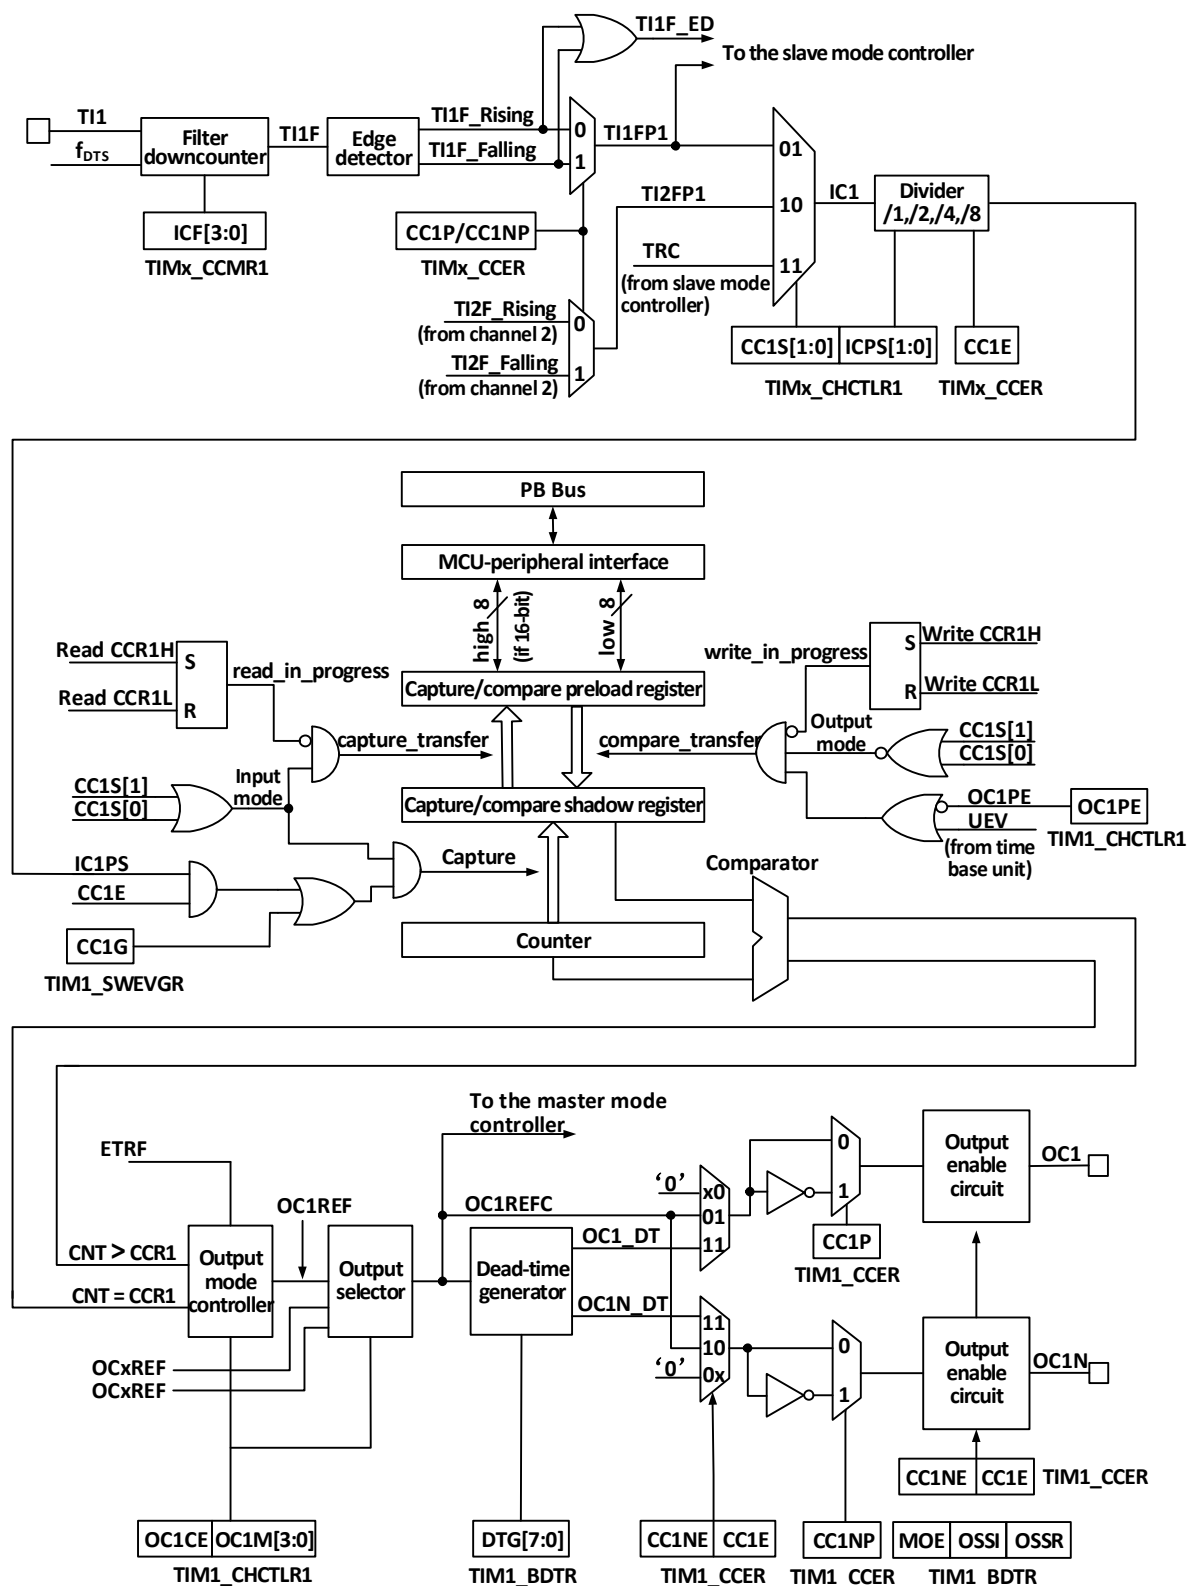 TI1F_ED
To the slave mode controller
TI1
f_DTS
Filter
downcounter
TI1F
Edge
detector
TI1F_Rising
TI1F_Falling
0
1
TI1FP1
01
10
11
TI2FP1
TRC
(from slave mode
controller)
IC1
Divider
/1,/2,/4,/8
ICF[3:0]
TIMx_CCMR1
CC1P/CC1NP
TIMx_CCER
TI2F_Rising
(from channel 2)
TI2F_Falling
(from channel 2)
0
1
CC1S[1:0]
ICPS[1:0]
CC1E
TIMx_CHCTLR1
TIMx_CCER
PB Bus
MCU-peripheral interface
high
8
(if 16-bit)
low
8
Read CCR1H
Read CCR1L
S
R
read_in_progress
Capture/compare preload register
write_in_progress
S
R
Write CCR1H
Write CCR1L
capture_transfer
compare_transfer
Output
mode
CC1S[1]
CC1S[0]
CC1S[1]
CC1S[0]
Input
mode
Capture/compare shadow register
OC1PE
UEV
(from time
base unit)
OC1PE
TIM1_CHCTLR1
IC1PS
CC1E
Capture
Comparator
CC1G
TIM1_SWEVGR
Counter
To the master mode
controller
ETRF
OC1REF
CNT > CCR1
CNT = CCR1
Output
mode
controller
Output
selector
OCxREF
OCxREF
OC1REFC
Dead-time
generator
OC1_DT
OC1N_DT
‘0’
x0
01
11
11
10
0x
‘0’
0
1
CC1P
TIM1_CCER
0
1
Output
enable
circuit
OC1
Output
enable
circuit
OC1N
CC1NE
CC1E
TIM1_CCER
OC1CE
OC1M[3:0]
TIM1_CHCTLR1
DTG[7:0]
TIM1_BDTR
CC1NE
CC1E
TIM1_CCER
CC1NP
TIM1_CCER
MOE
OSSI
OSSR
TIM1_BDTR